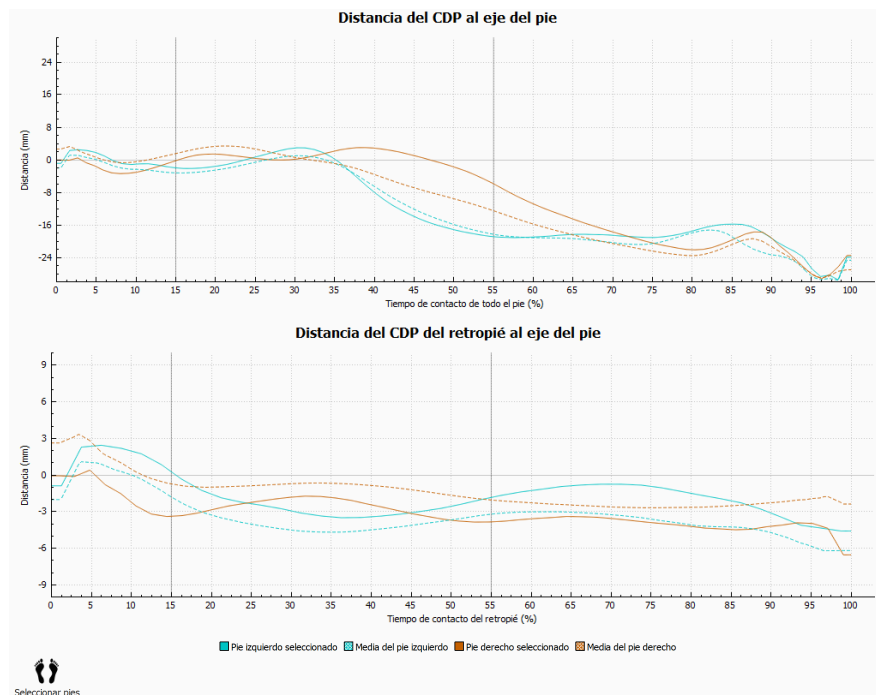 Distancia del CDP al eje del pie
24
16
8
0
-8
-16
-24
Distancia (mm)
0 5 10 15 20 25 30 35 40 45 50 55 60 65 70 75 80 85 90 95 100
Tiempo de contacto de todo el pie (%)
Distancia del CDP del retropié al eje del pie
9
6
3
0
-3
-6
-9
Distancia (mm)
0 5 10 15 20 25 30 35 40 45 50 55 60 65 70 75 80 85 90 95 100
Tiempo de contacto del retropié (%)
Pie izquierdo seleccionado Media del pie izquierdo Pie derecho seleccionado Media del pie derecho
Seleccionar pies